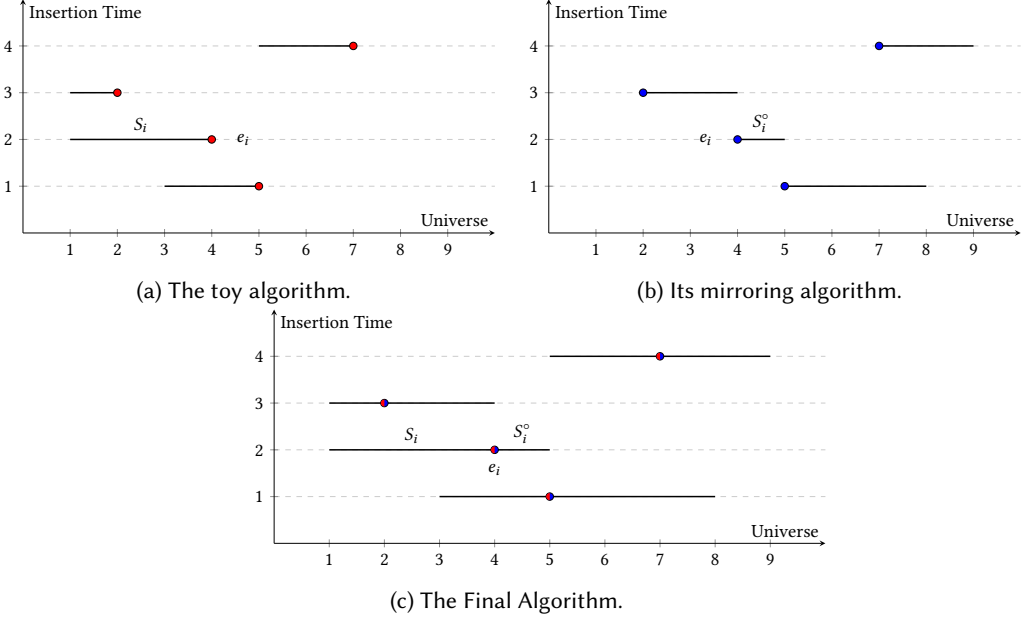 Insertion Time
4
3
S_i
2
e_i
1
Universe
1 2 3 4 5 6 7 8 9
(a) The toy algorithm.
Insertion Time
4
3
S_i°
2
e_i
1
Universe
1 2 3 4 5 6 7 8 9
(b) Its mirroring algorithm.
Insertion Time
4
3
S_i S_i°
2
e_i
1
Universe
1 2 3 4 5 6 7 8 9
(c) The Final Algorithm.